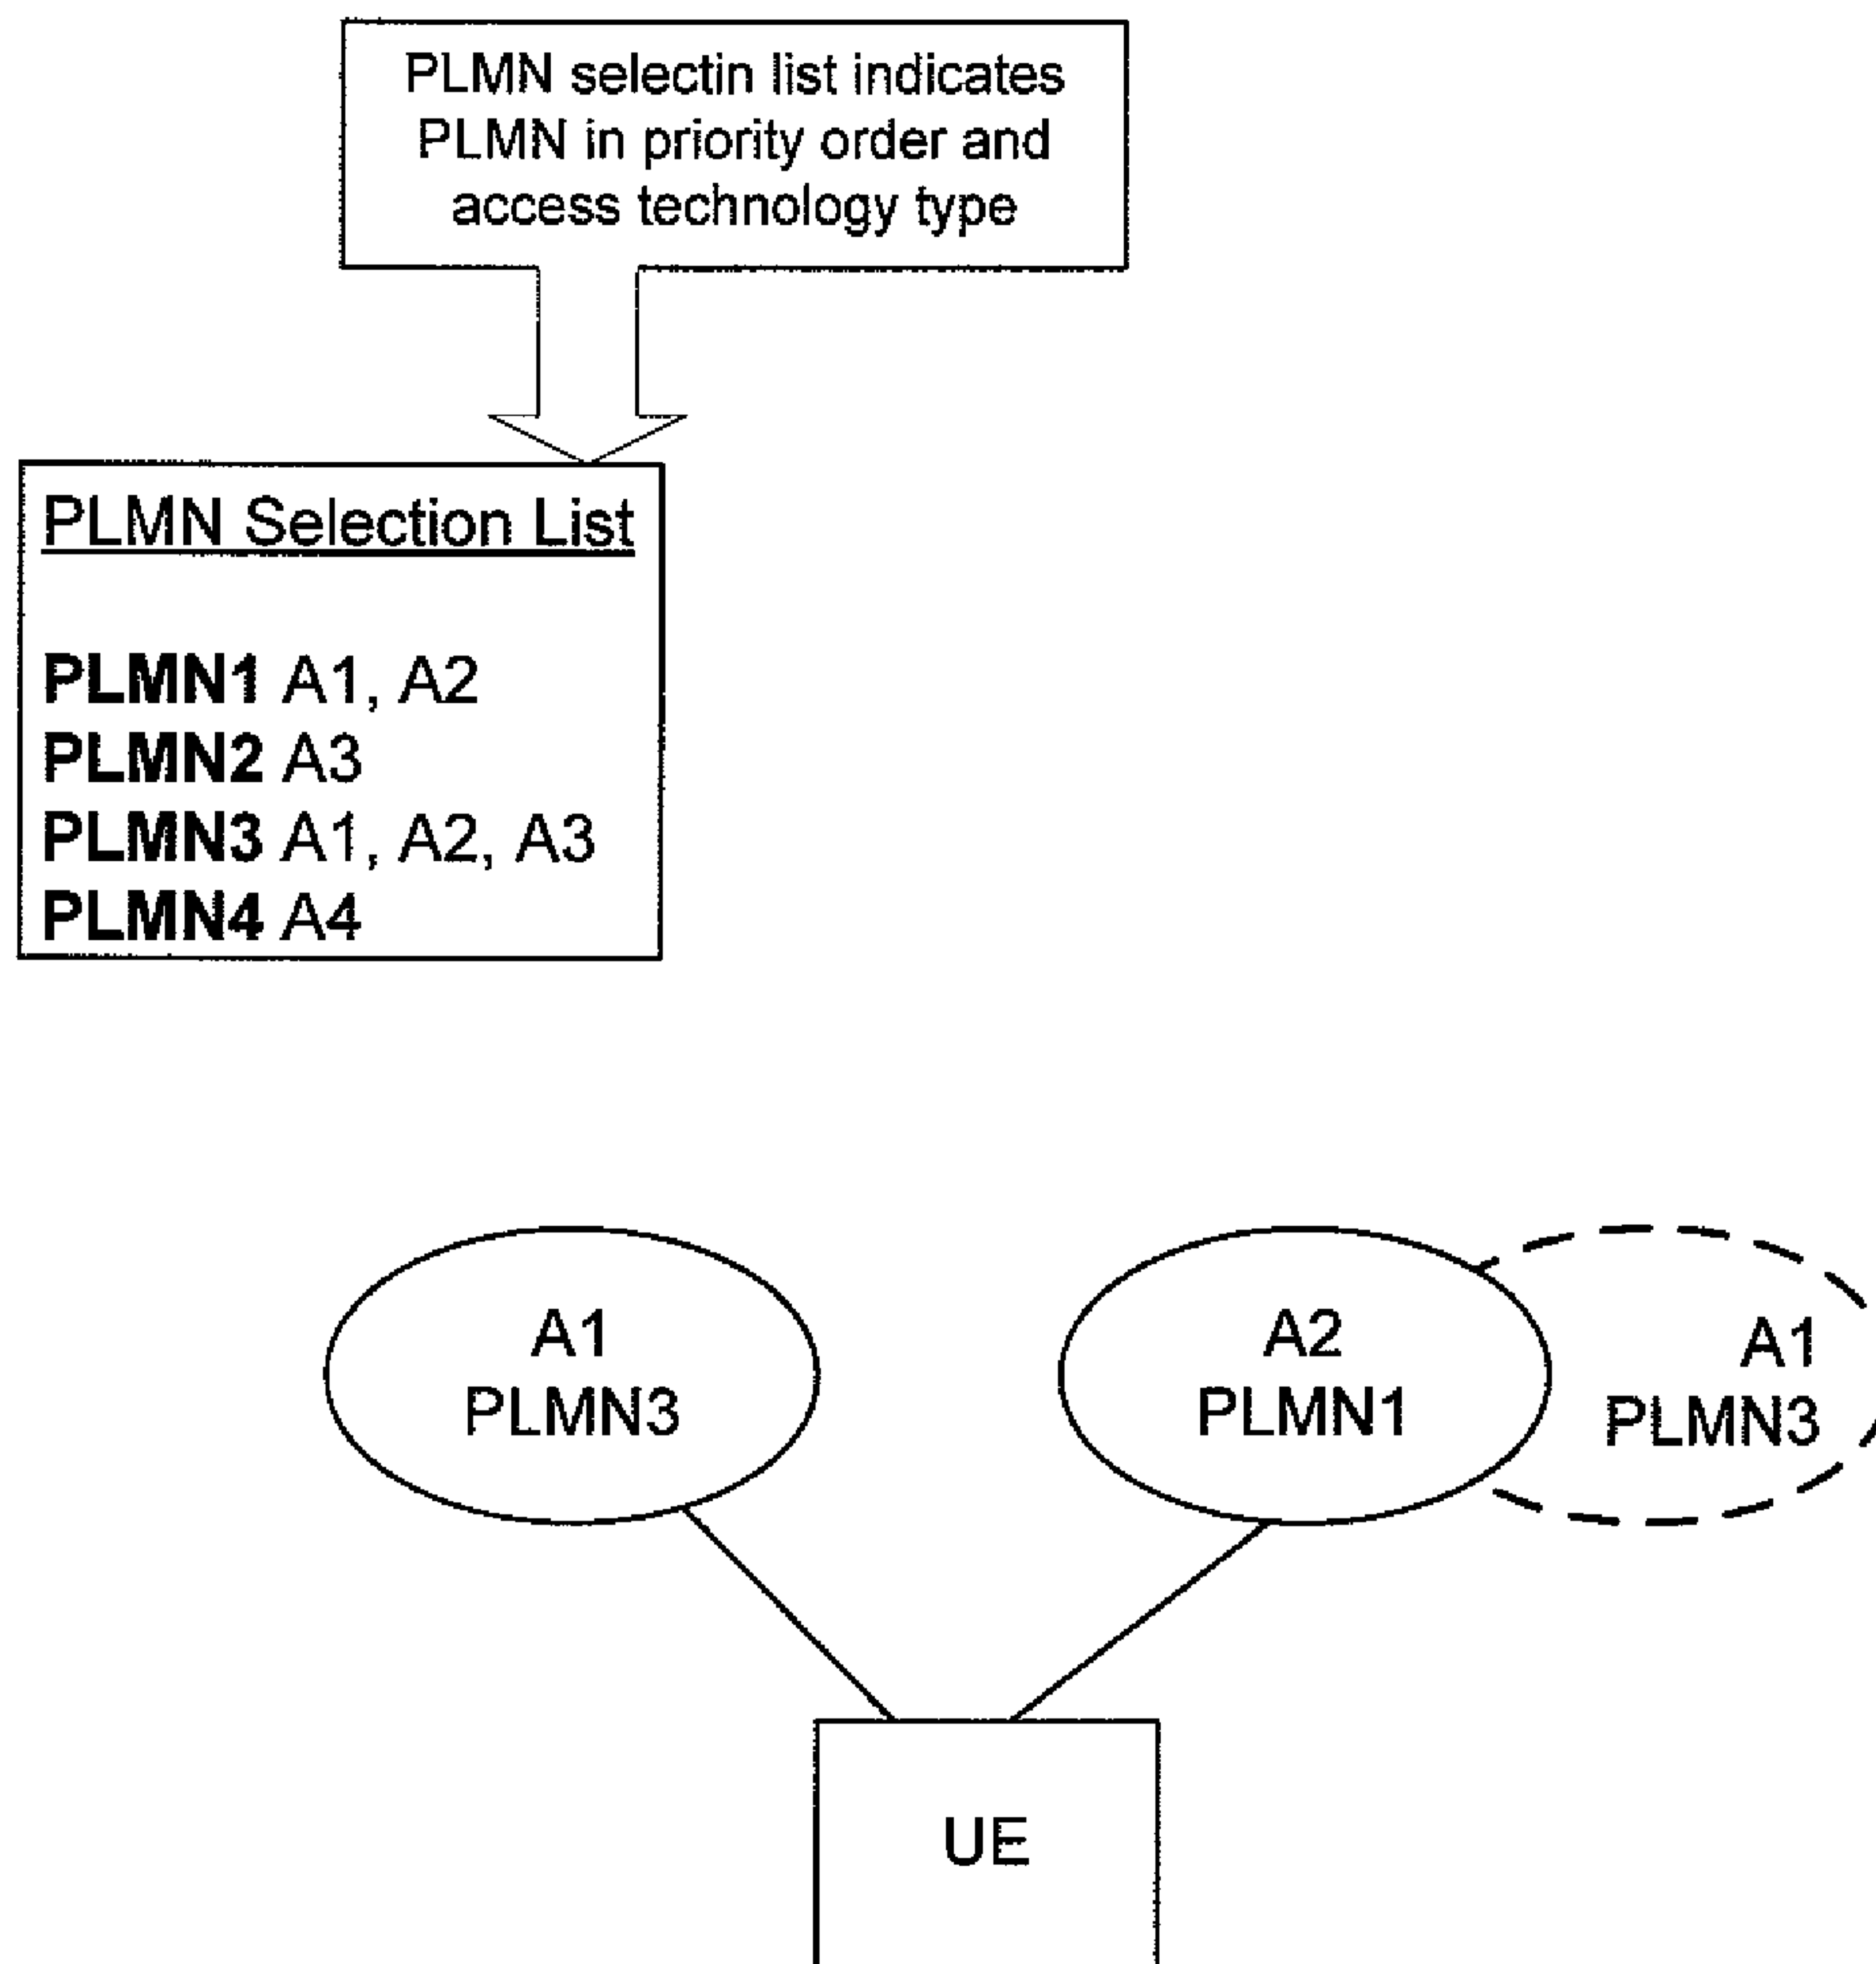 PLMN selectin list indicates
PLMN in priority order and
access technology type
PLMN Selection List
PLMN1 A1, A2
PLMN2 A3
PLMN3 A1, A2, A3
PLMN4 A4
A1
PLMN3
A2
PLMN1
A1
PLMN3
UE